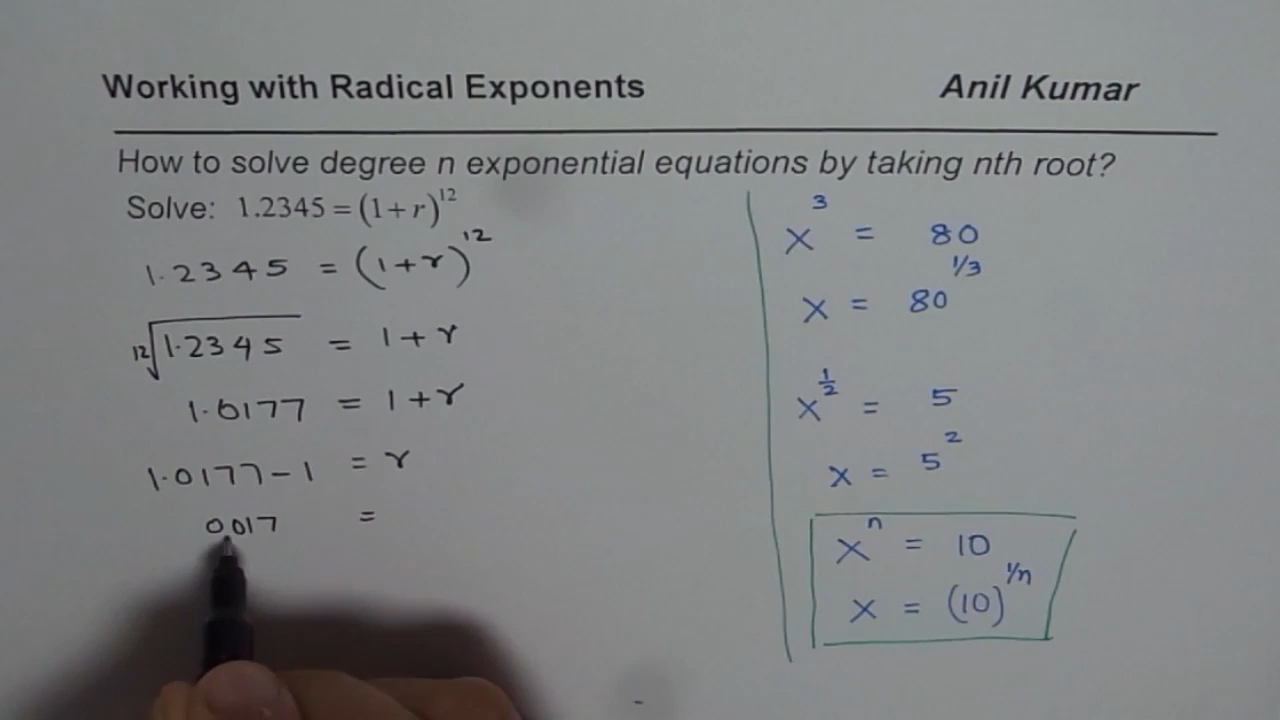 Working with Radical Exponents Anil Kumar
How to solve degree n exponential equations by taking nth root?
Solve: 1.2345 = (1+r)^12
1.2345 = (1+r)^12
12√1.2345 = 1+r
1.0177 = 1+r
1.0177-1 = r
0.017 =
x^3 = 80
x = 80^1/3
x^1/2 = 5
x = 5^2
x^n = 10
x = (10)^1/n